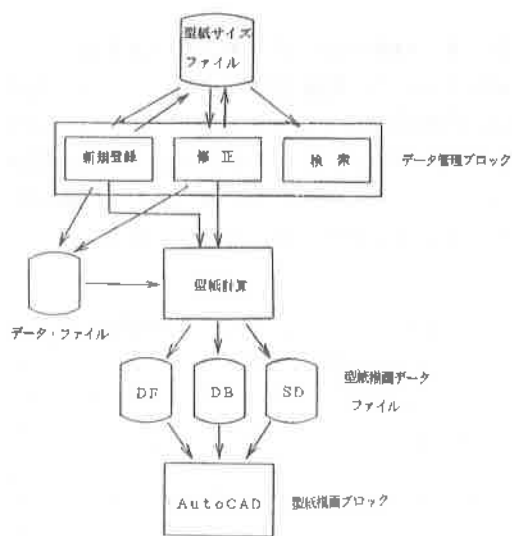 型紙サイズ
ファイル
新規登録
修正
検索
データ管理ブロック
型紙計算
データ・ファイル
DF
DB
SD
型紙描画データ
ファイル
AutoCAD
型紙描画ブロック